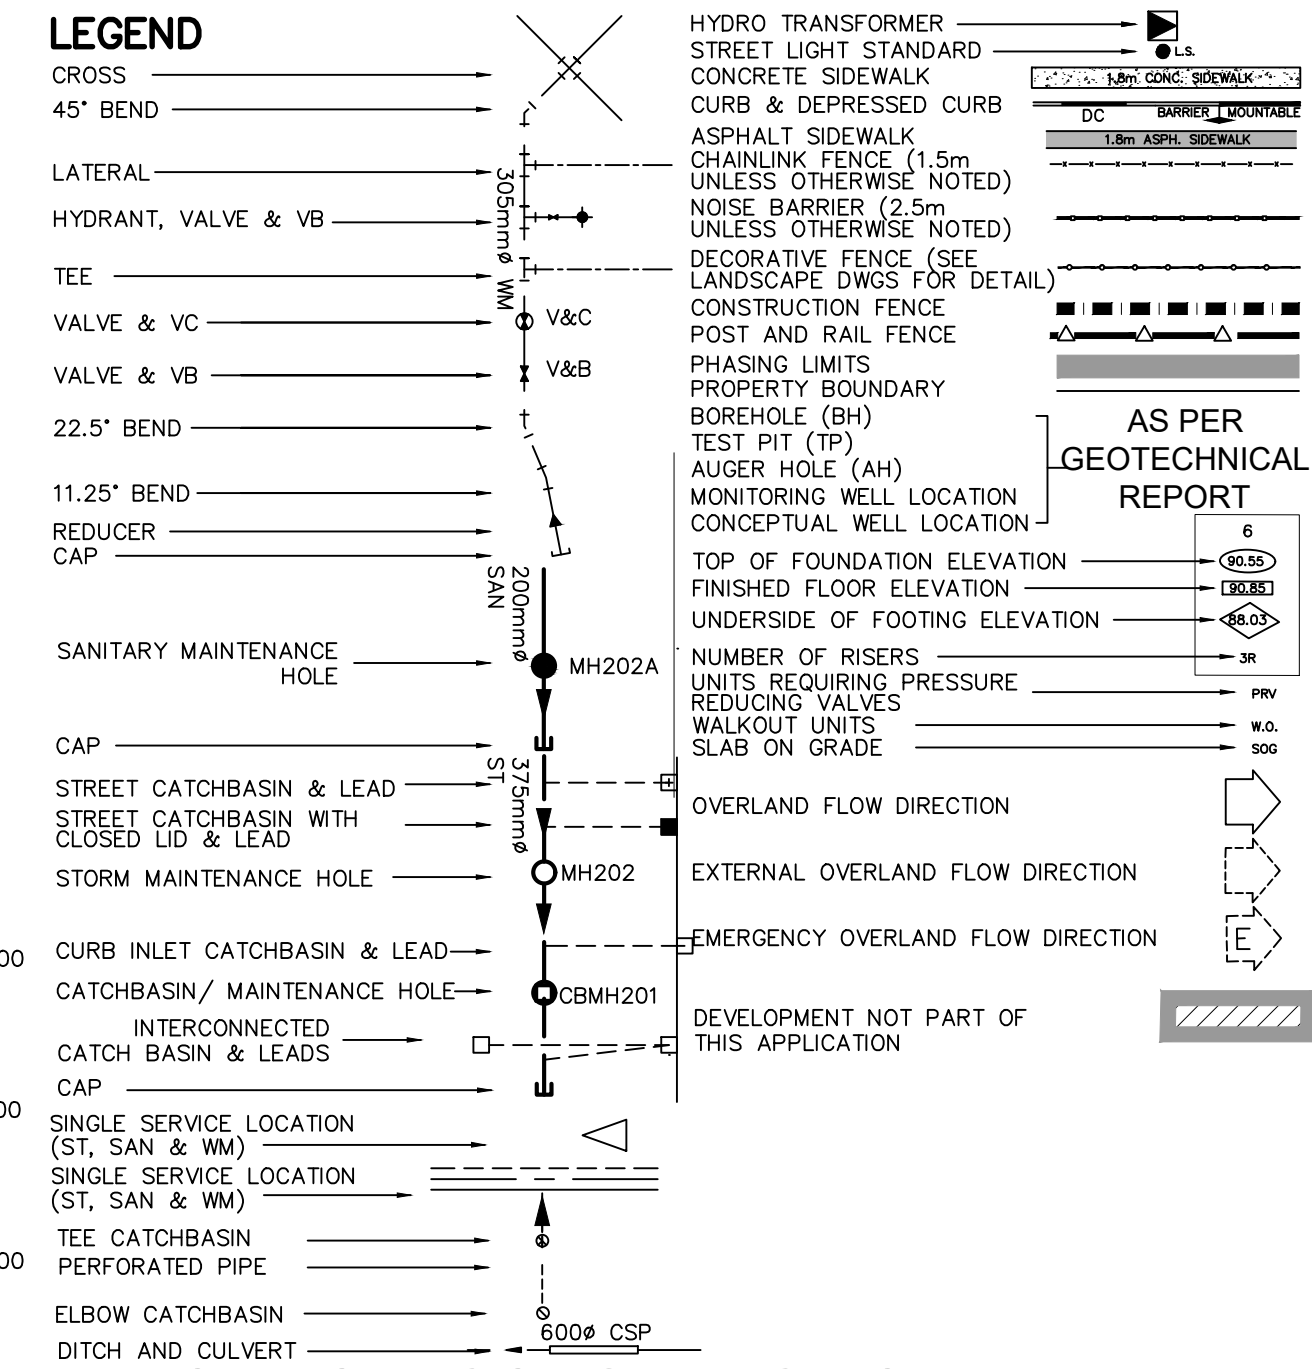 LEGEND
CROSS
45° BEND
LATERAL
HYDRANT, VALVE & VB
TEE
VALVE & VC
VALVE & VB
22.5° BEND
11.25° BEND
REDUCER
CAP
SANITARY MAINTENANCE
HOLE
CAP
STREET CATCHBASIN & LEAD
STREET CATCHBASIN WITH
CLOSED LID & LEAD
STORM MAINTENANCE HOLE
CURB INLET CATCHBASIN & LEAD
CATCHBASIN/ MAINTENANCE HOLE
INTERCONNECTED
CATCH BASIN & LEADS
CAP
SINGLE SERVICE LOCATION
(ST, SAN & WM)
SINGLE SERVICE LOCATION
(ST, SAN & WM)
TEE CATCHBASIN
PERFORATED PIPE
ELBOW CATCHBASIN
DITCH AND CULVERT
00
00
00
305mmø WM
V&C
V&B
200mmø
SAN
MH202A
375mmø
ST
MH202
CBMH201
600ø CSP
HYDRO TRANSFORMER
STREET LIGHT STANDARD
L.S.
CONCRETE SIDEWALK
1.8m CONC. SIDEWALK
CURB & DEPRESSED CURB
DC
BARRIER
MOUNTABLE
ASPHALT SIDEWALK
1.8m ASPH. SIDEWALK
CHAINLINK FENCE (1.5m
UNLESS OTHERWISE NOTED)
NOISE BARRIER (2.5m
UNLESS OTHERWISE NOTED)
DECORATIVE FENCE (SEE
LANDSCAPE DWGS FOR DETAIL)
CONSTRUCTION FENCE
POST AND RAIL FENCE
PHASING LIMITS
PROPERTY BOUNDARY
BOREHOLE (BH)
TEST PIT (TP)
AUGER HOLE (AH)
MONITORING WELL LOCATION
CONCEPTUAL WELL LOCATION
AS PER
GEOTECHNICAL
REPORT
6
TOP OF FOUNDATION ELEVATION
90.55
FINISHED FLOOR ELEVATION
90.85
UNDERSIDE OF FOOTING ELEVATION
88.03
NUMBER OF RISERS
3R
UNITS REQUIRING PRESSURE
REDUCING VALVES
PRV
WALKOUT UNITS
W.O.
SLAB ON GRADE
SOG
OVERLAND FLOW DIRECTION
EXTERNAL OVERLAND FLOW DIRECTION
EMERGENCY OVERLAND FLOW DIRECTION
E
DEVELOPMENT NOT PART OF
THIS APPLICATION